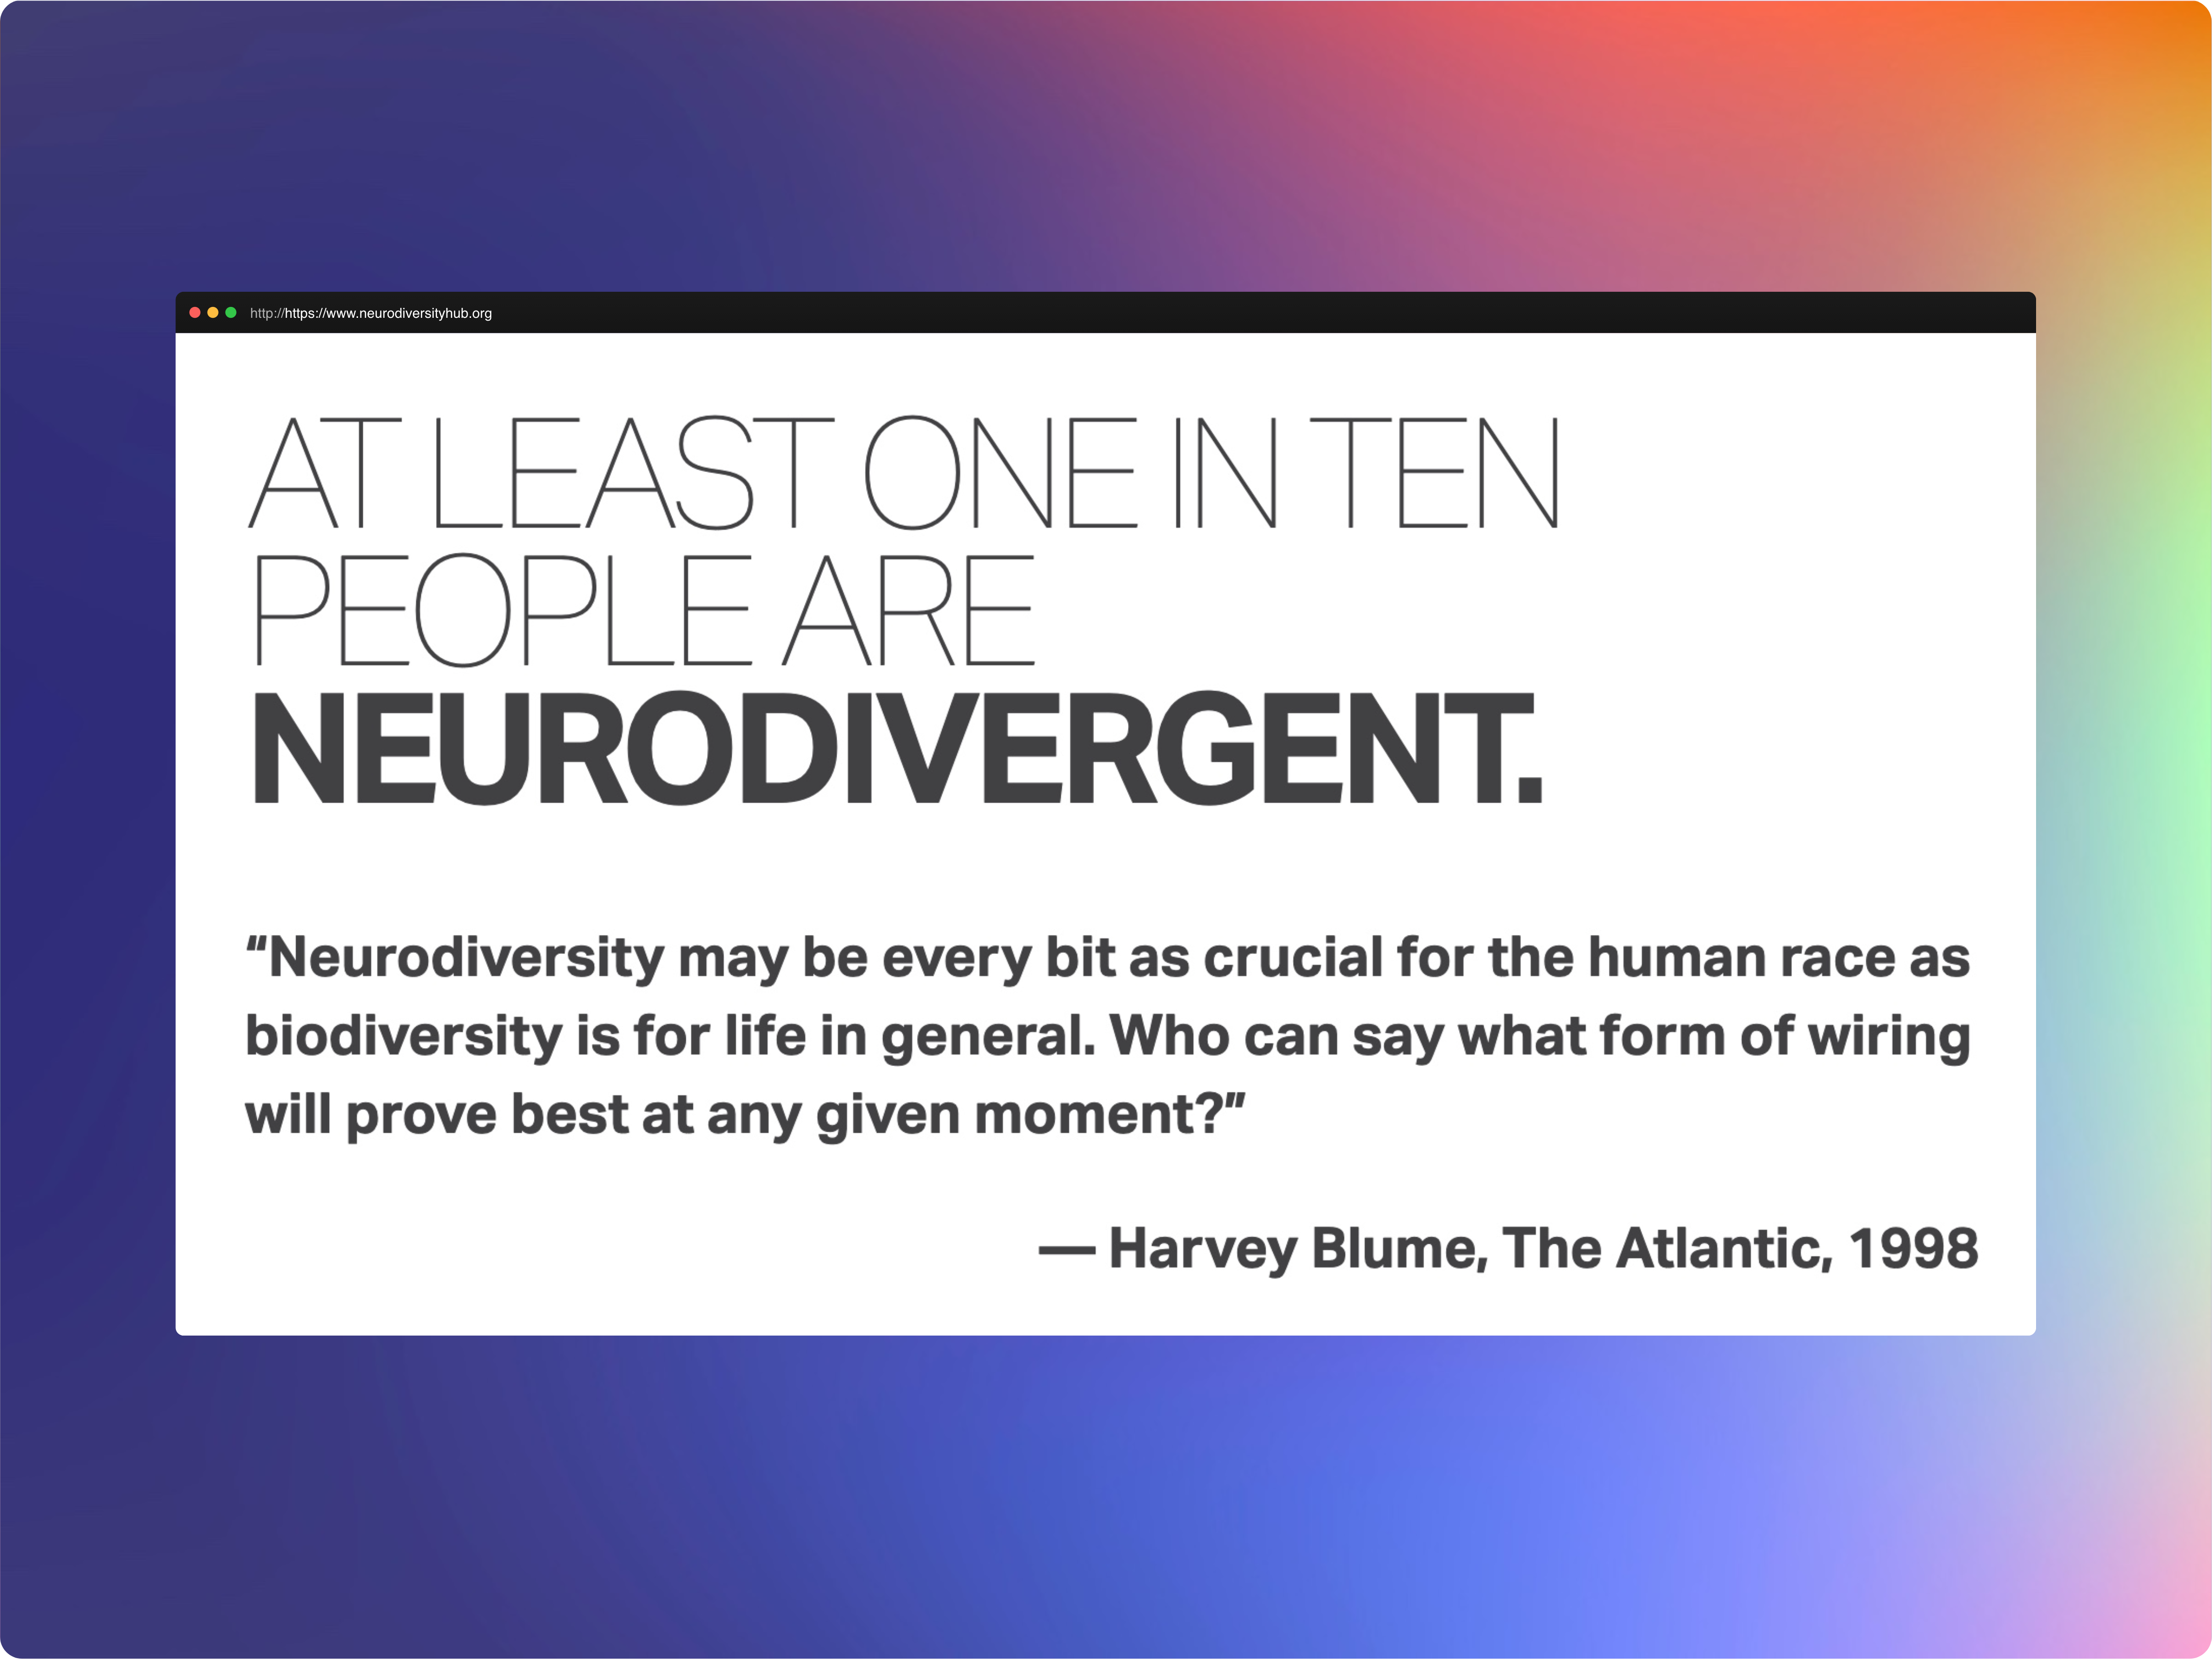 http://https://www.neurodiversityhub.org
AT LEAST ONE IN TEN
PEOPLE ARE
NEURODIVERGENT.
“Neurodiversity may be every bit as crucial for the human race as
biodiversity is for life in general. Who can say what form of wiring
will prove best at any given moment?”
— Harvey Blume, The Atlantic, 1998